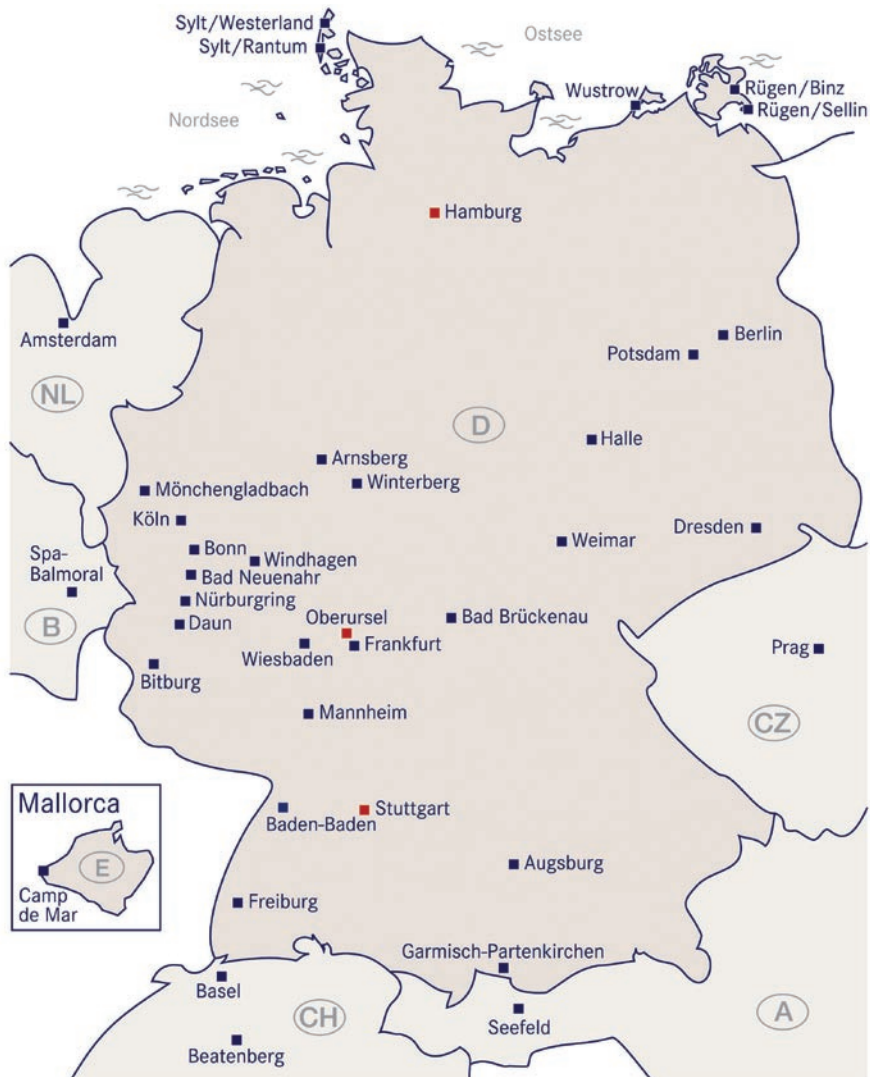 Sylt/Westerland
Sylt/Rantum
Ostsee
Nordsee
Wustrow
Rügen/Binz
Rügen/Sellin
Hamburg
Amsterdam
Berlin
Potsdam
NL
D
Halle
Arnsberg
Winterberg
Mönchengladbach
Köln
Dresden
Weimar
Bonn
Windhagen
Spa-
Balmoral
Bad Neuenahr
Nürburgring
Oberursel
Bad Brückenau
B
Daun
Frankfurt
Wiesbaden
Prag
Bitburg
Mannheim
CZ
Mallorca
E
Camp
de Mar
Stuttgart
Baden-Baden
Augsburg
Freiburg
Garmisch-Partenkirchen
Basel
CH
Seefeld
A
Beatenberg